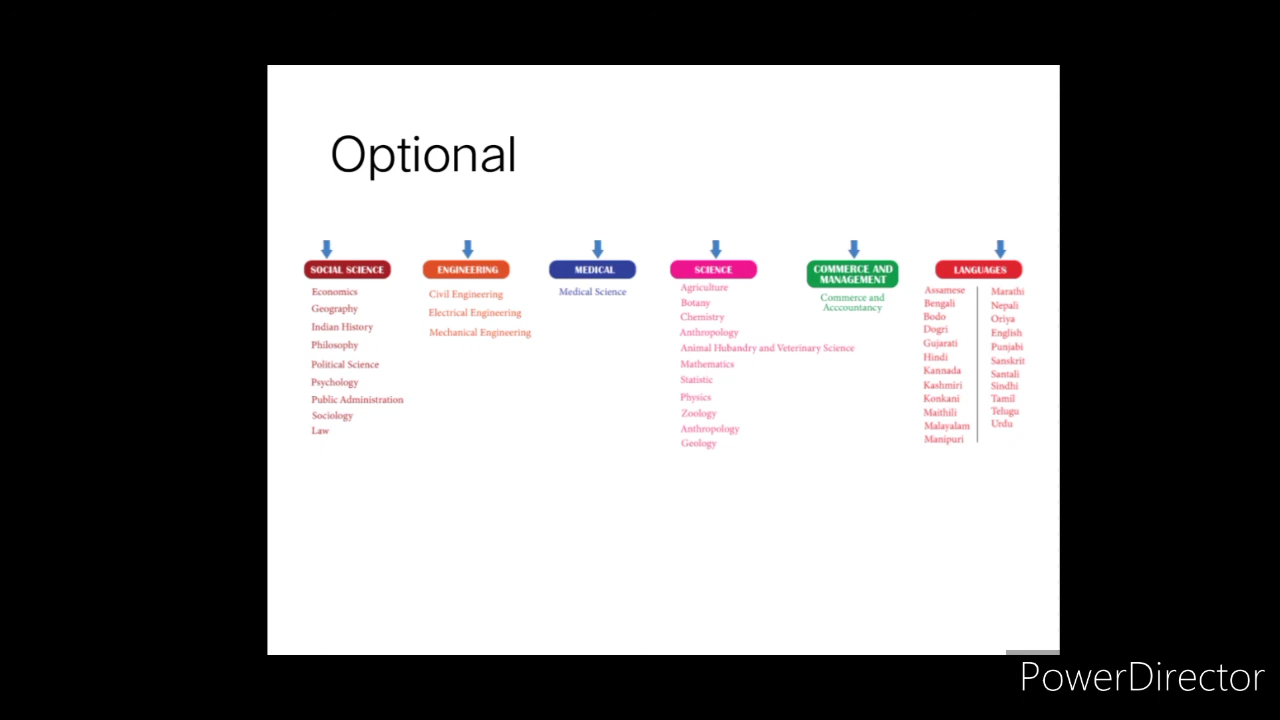 Optional
SOCIAL SCIENCE
Economics
Geography
Indian History
Philosophy
Political Science
Psychology
Public Administration
Sociology
Law
ENGINEERING
Civil Engineering
Electrical Engineering
Mechanical Engineering
MEDICAL
Medical Science
SCIENCE
Agriculture
Botany
Chemistry
Anthropology
Animal Hubandry and Veterinary Science
Mathematics
Statistic
Physics
Zoology
Anthropology
Geology
COMMERCE AND
MANAGEMENT
Commerce and
Acccountancy
LANGUAGES
Assamese
Bengali
Bodo
Dogri
Gujarati
Hindi
Kannada
Kashmiri
Konkani
Maithili
Malayalam
Manipuri
Marathi
Nepali
Oriya
English
Punjabi
Sanskrit
Santali
Sindhi
Tamil
Telugu
Urdu
PowerDirector